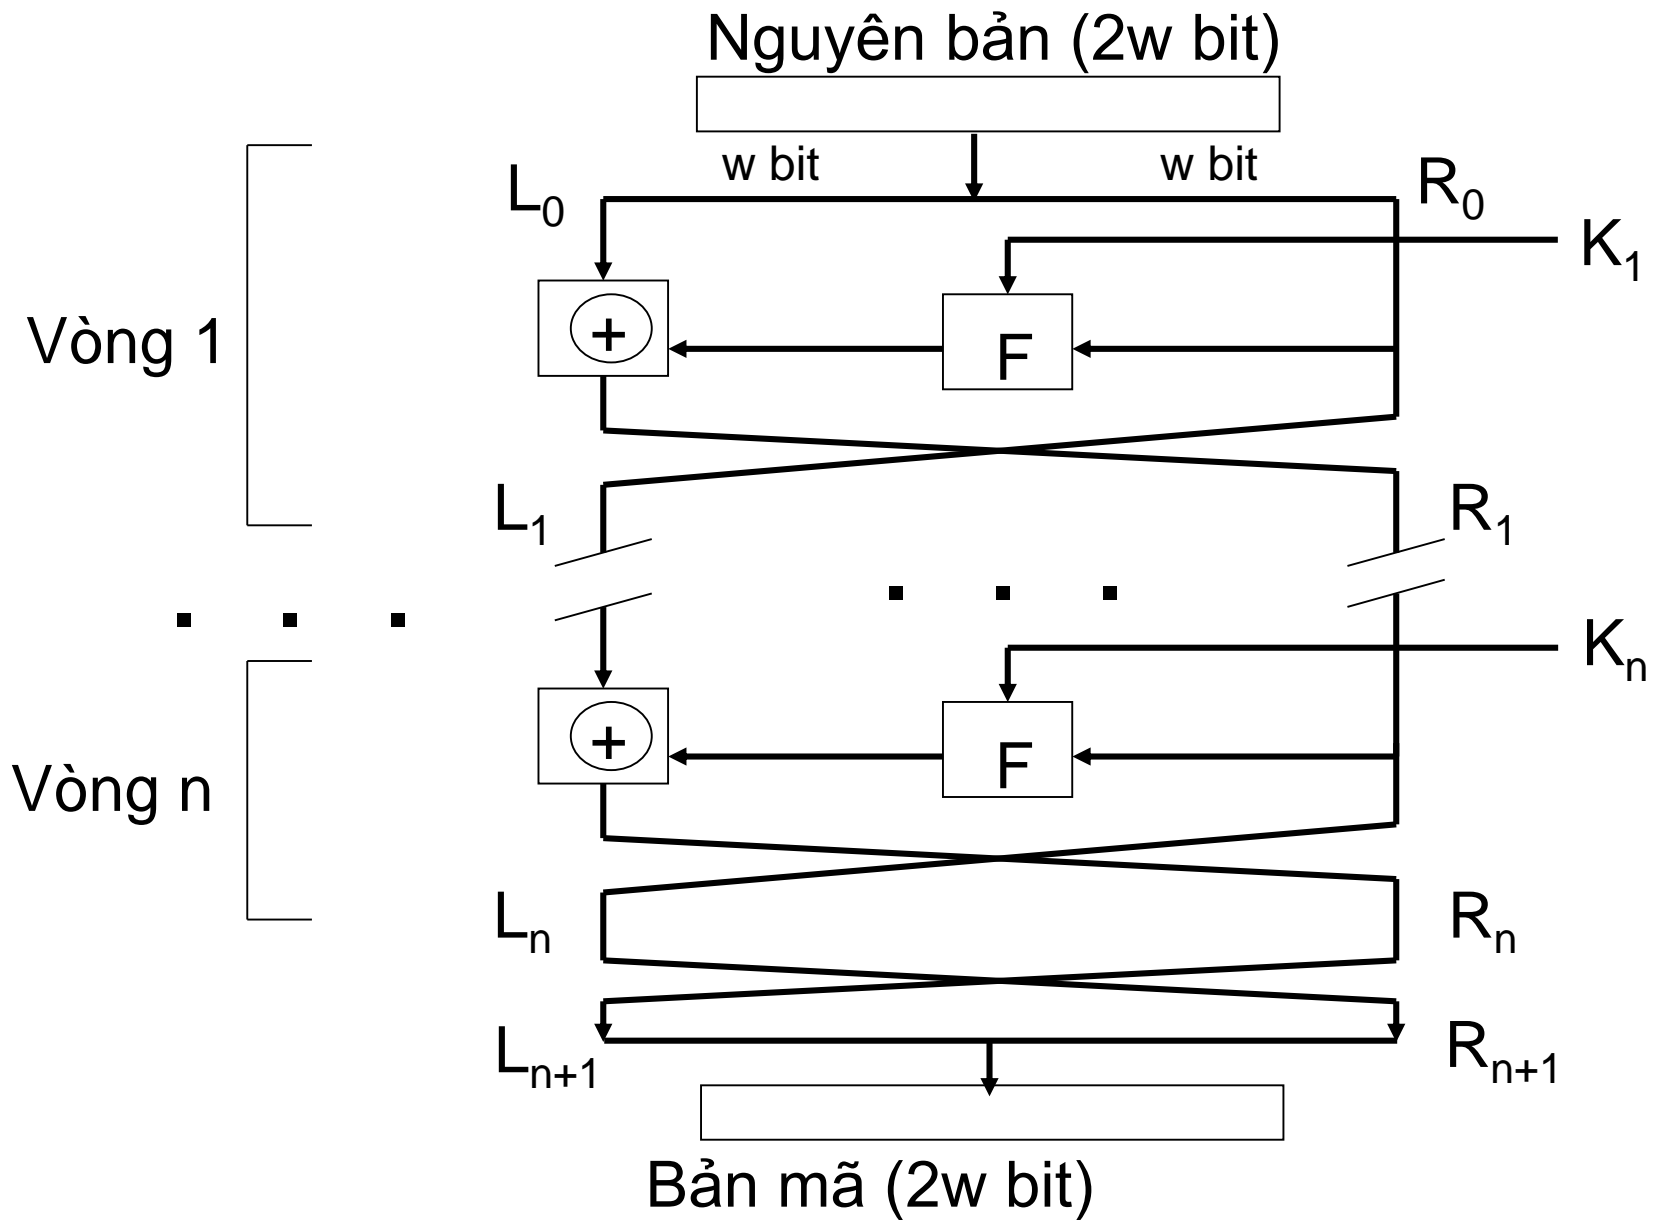 Nguyên bản (2w bit)
w bit
w bit
L0
R0
K1
+
F
Vòng 1
L1
R1
. . .
. . .
Kn
+
F
Vòng n
Ln
Rn
Ln+1
Rn+1
Bản mã (2w bit)